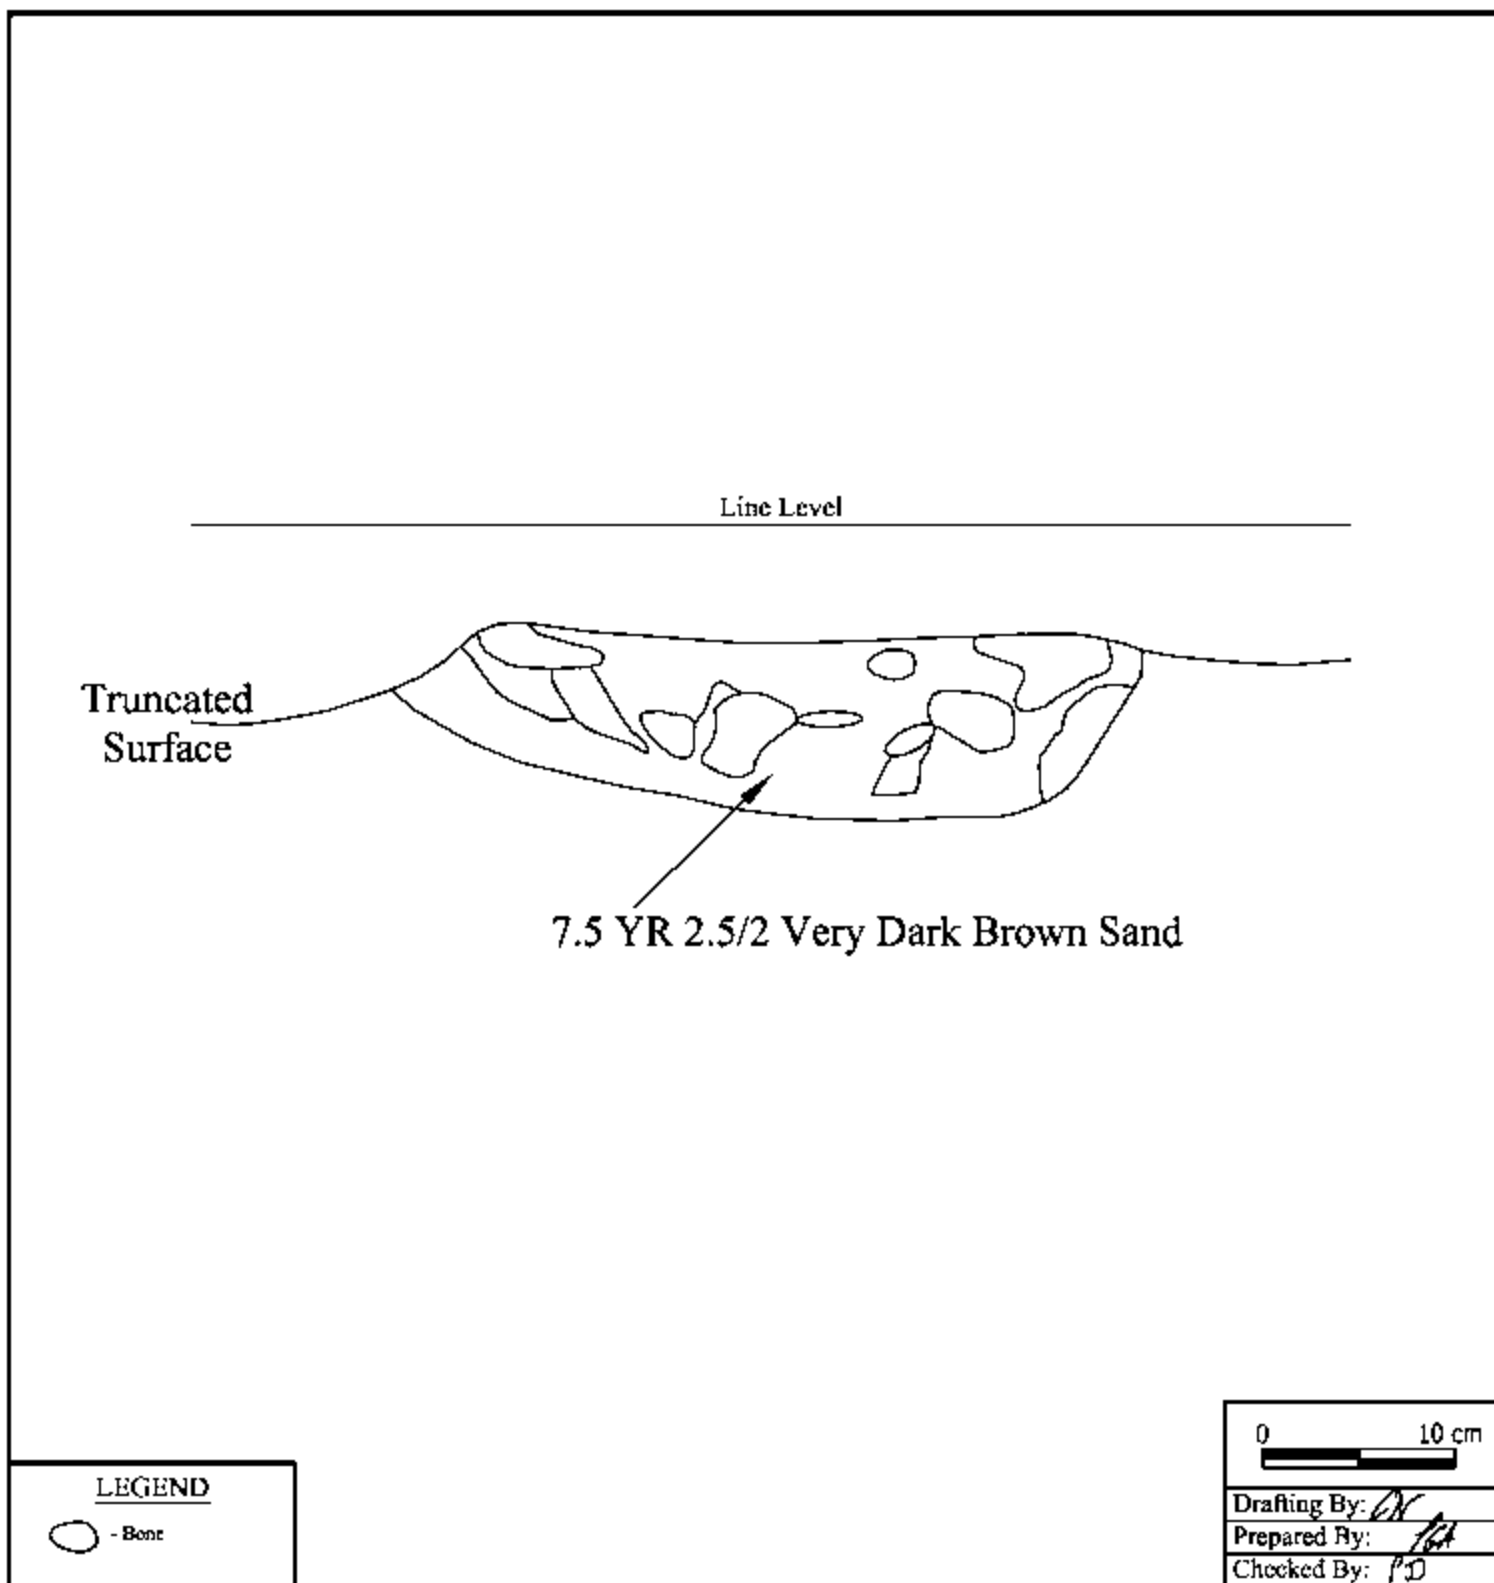 Line Level
Truncated
Surface
7.5 YR 2.5/2 Very Dark Brown Sand
LEGEND
- Bone
0 10 cm
Drafting By:
Prepared By:
Checked By: